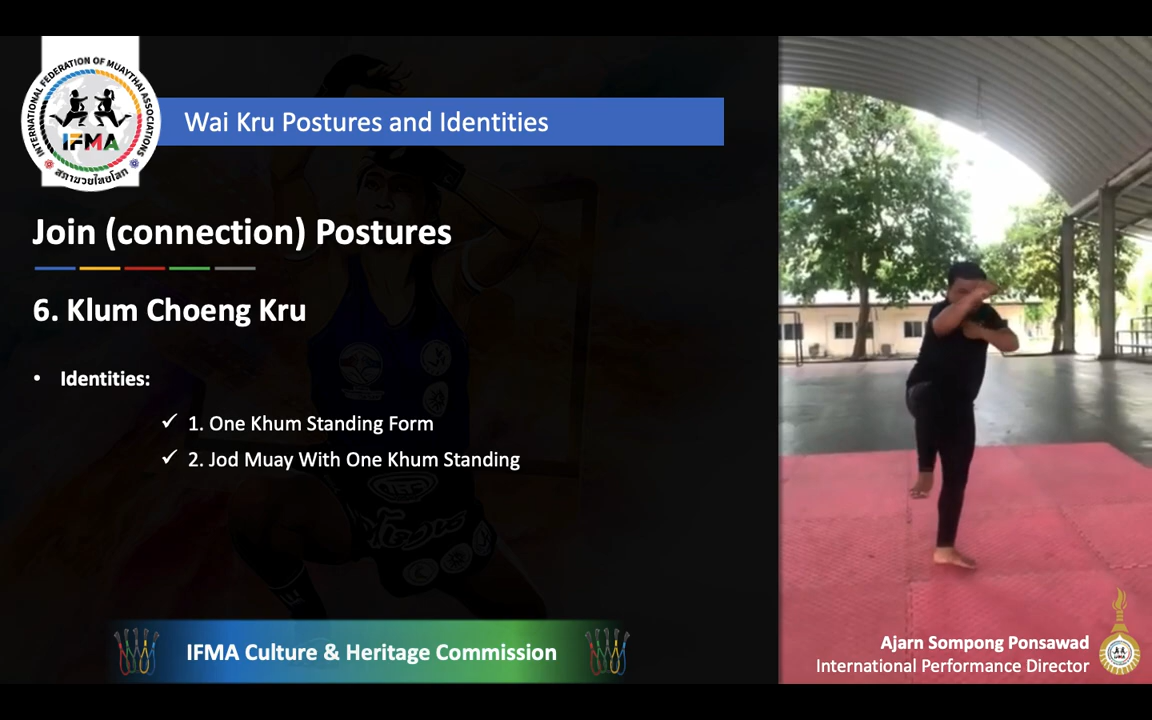 INTERNATIONAL FEDERATION OF MUAYTHAI ASSOCIATIONS
IFMA
สภามวยไทยโลก
Wai Kru Postures and Identities
Join (connection) Postures
6. Klum Choeng Kru
• Identities:
✓ 1. One Khum Standing Form
✓ 2. Jod Muay With One Khum Standing
IFMA Culture & Heritage Commission
Ajarn Sompong Ponsawad
International Performance Director